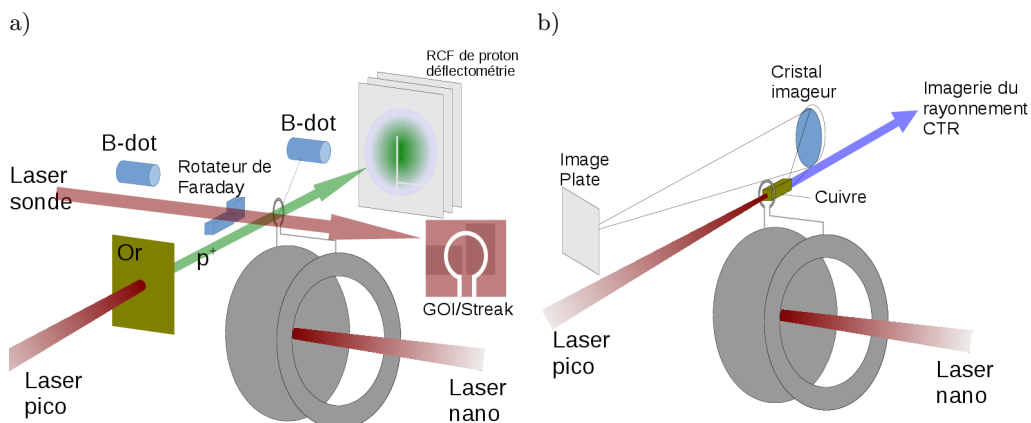 a)
RCF de proton
déflectométrie
B-dot
B-dot
Rotateur de
Faraday
Laser
sonde
Or
p+
GOI/Streak
Laser
pico
Laser
nano
b)
Cristal
imageur
Imagerie du
rayonnement
CTR
Image
Plate
Cuivre
Laser
pico
Laser
nano